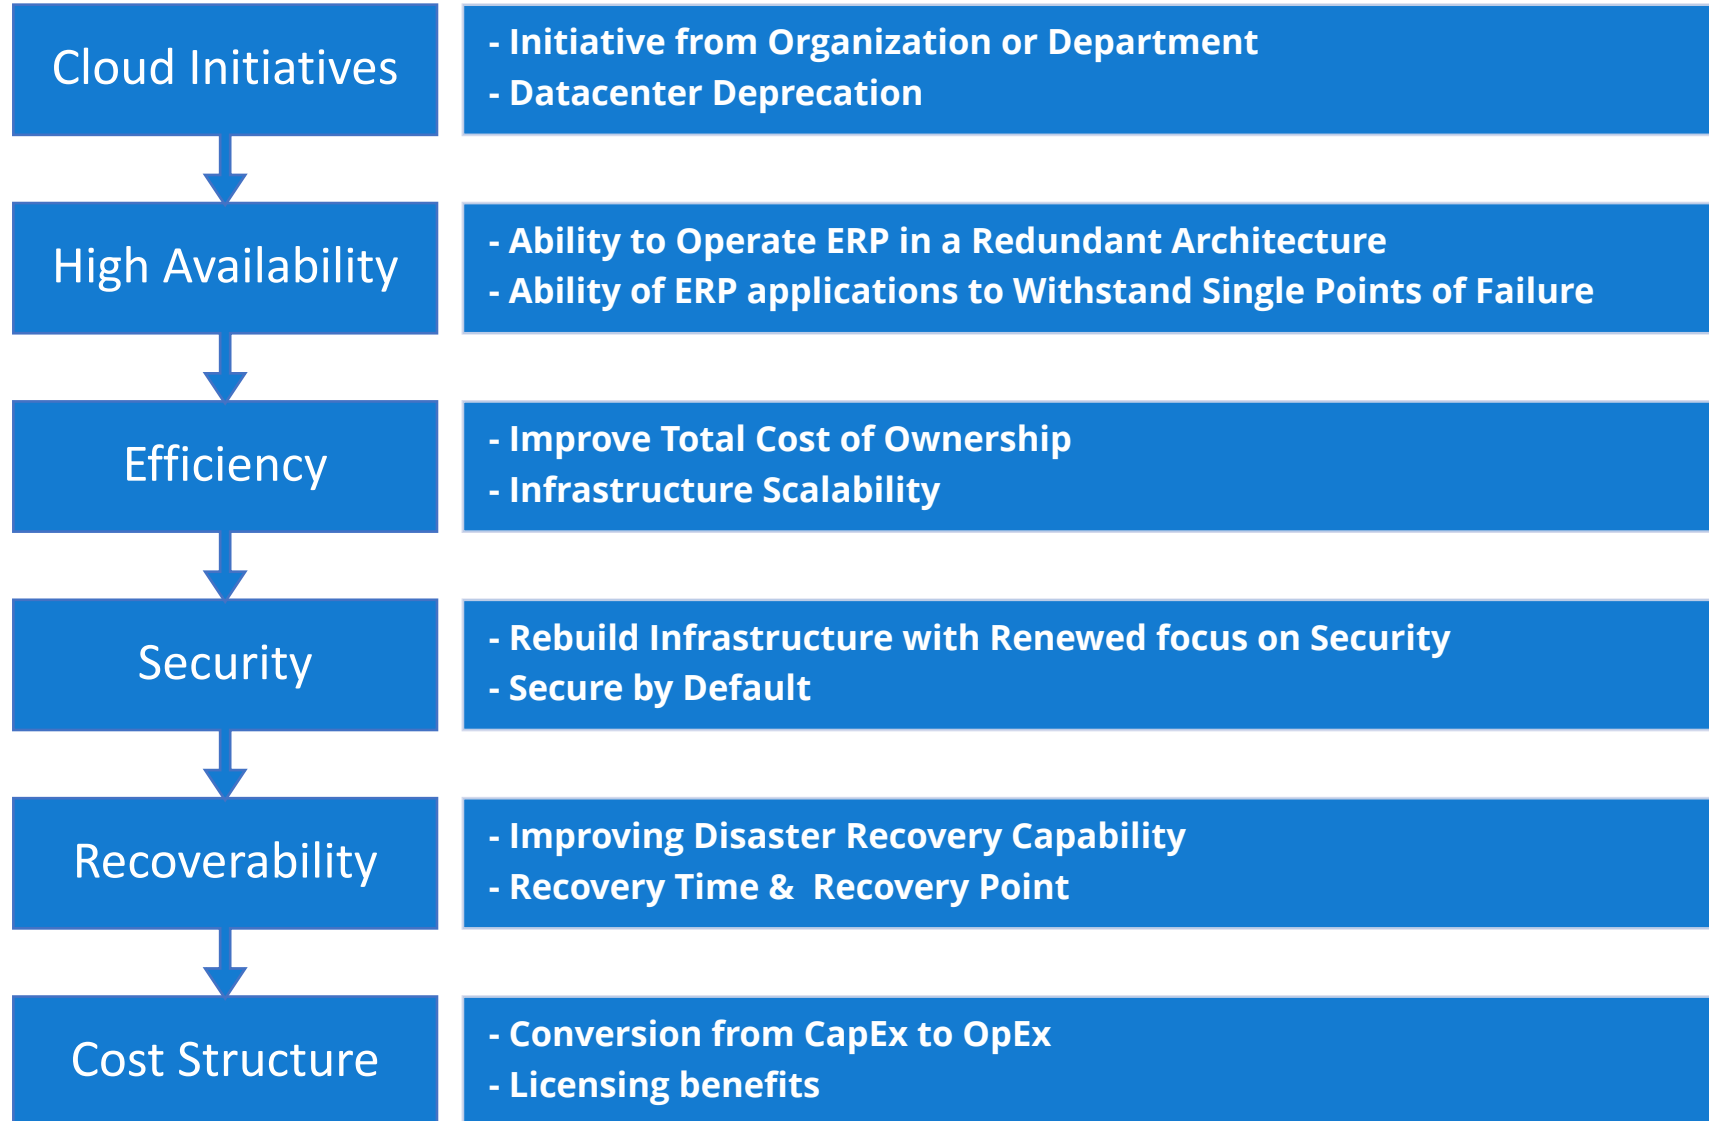 Cloud Initiatives
- Initiative from Organization or Department
- Datacenter Deprecation
High Availability
- Ability to Operate ERP in a Redundant Architecture
- Ability of ERP applications to Withstand Single Points of Failure
Efficiency
- Improve Total Cost of Ownership
- Infrastructure Scalability
Security
- Rebuild Infrastructure with Renewed focus on Security
- Secure by Default
Recoverability
- Improving Disaster Recovery Capability
- Recovery Time &  Recovery Point
Cost Structure
- Conversion from CapEx to OpEx
- Licensing benefits